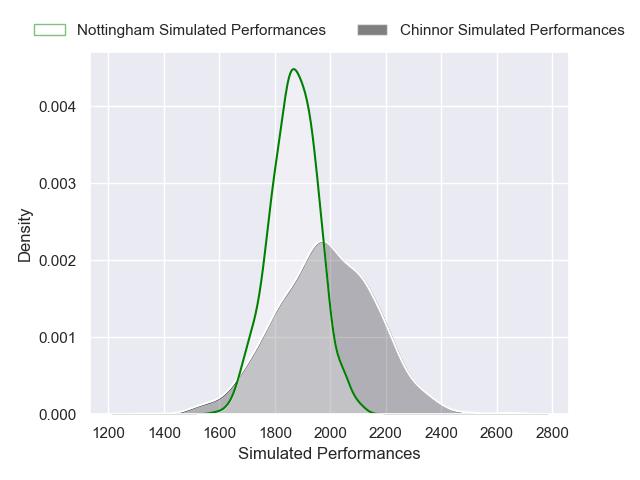 Nottingham Simulated Performances
Chinnor Simulated Performances
0.004
0.003
0.002
0.001
0.000
Density
1200 1400 1600 1800 2000 2200 2400 2600 2800
Simulated Performances